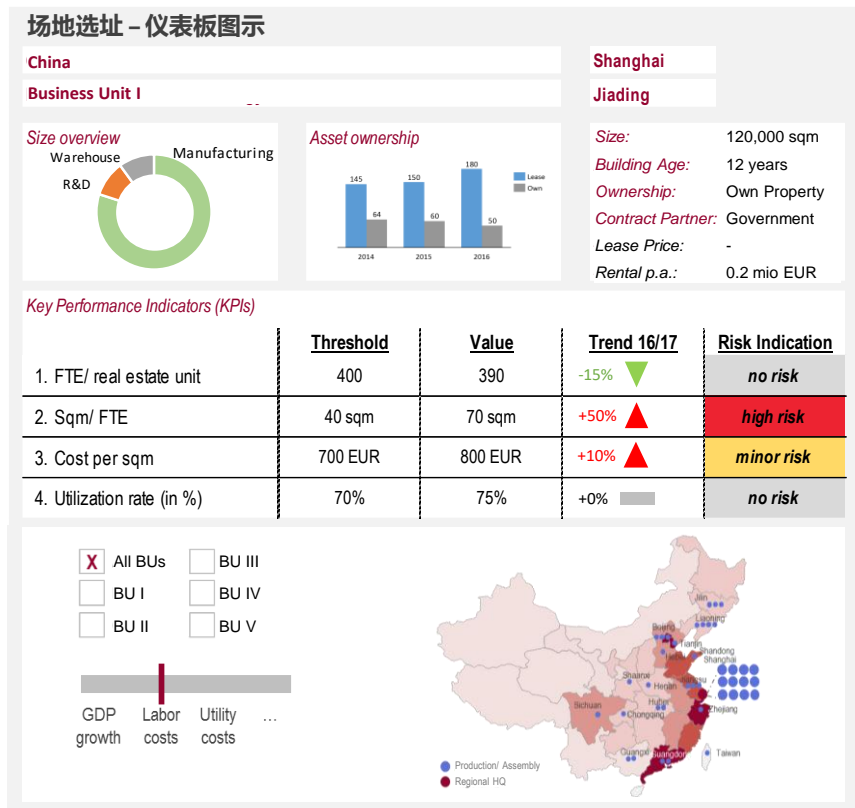 场地选址 – 仪表板图示
China
Shanghai
Business Unit I
Jiading
Size overview
Warehouse
Manufacturing
R&D
Asset ownership
145
64
150
60
180
50
2014
2015
2016
Lease
Own
Size: 120,000 sqm
Building Age: 12 years
Ownership: Own Property
Contract Partner: Government
Lease Price: -
Rental p.a.: 0.2 mio EUR
Key Performance Indicators (KPIs)
Threshold Value Trend 16/17 Risk Indication
1. FTE/ real estate unit 400 390 -15% no risk
2. Sqm/ FTE 40 sqm 70 sqm +50% high risk
3. Cost per sqm 700 EUR 800 EUR +10% minor risk
4. Utilization rate (in %) 70% 75% +0% no risk
X All BUs BU III
BU I BU IV
BU II BU V
GDP growth
Labor costs
Utility costs
…
Jilin
Liaoning
Tianjin
Shandong
Shanghai
Shaanxi
Henan
Sichuan
Chongqing
Zhejiang
Guangxi
Taiwan
Production/ Assembly
Regional HQ